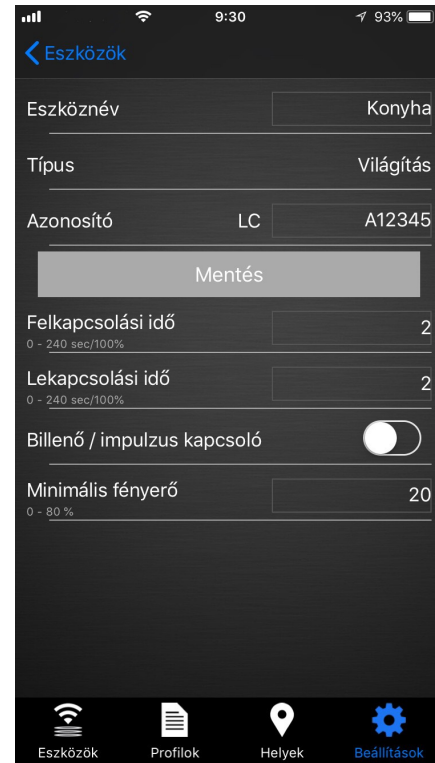 9:30 93%
Eszközök
Eszköznév Konyha
Típus Világítás
Azonosító LC A12345
Mentés
Felkapcsolási idő 2
0 - 240 sec/100%
Lekapcsolási idő 2
0 - 240 sec/100%
Billenő / impulzus kapcsoló
Minimális fényerő 20
0 - 80 %
Eszközök Profilok Helyek Beállítások